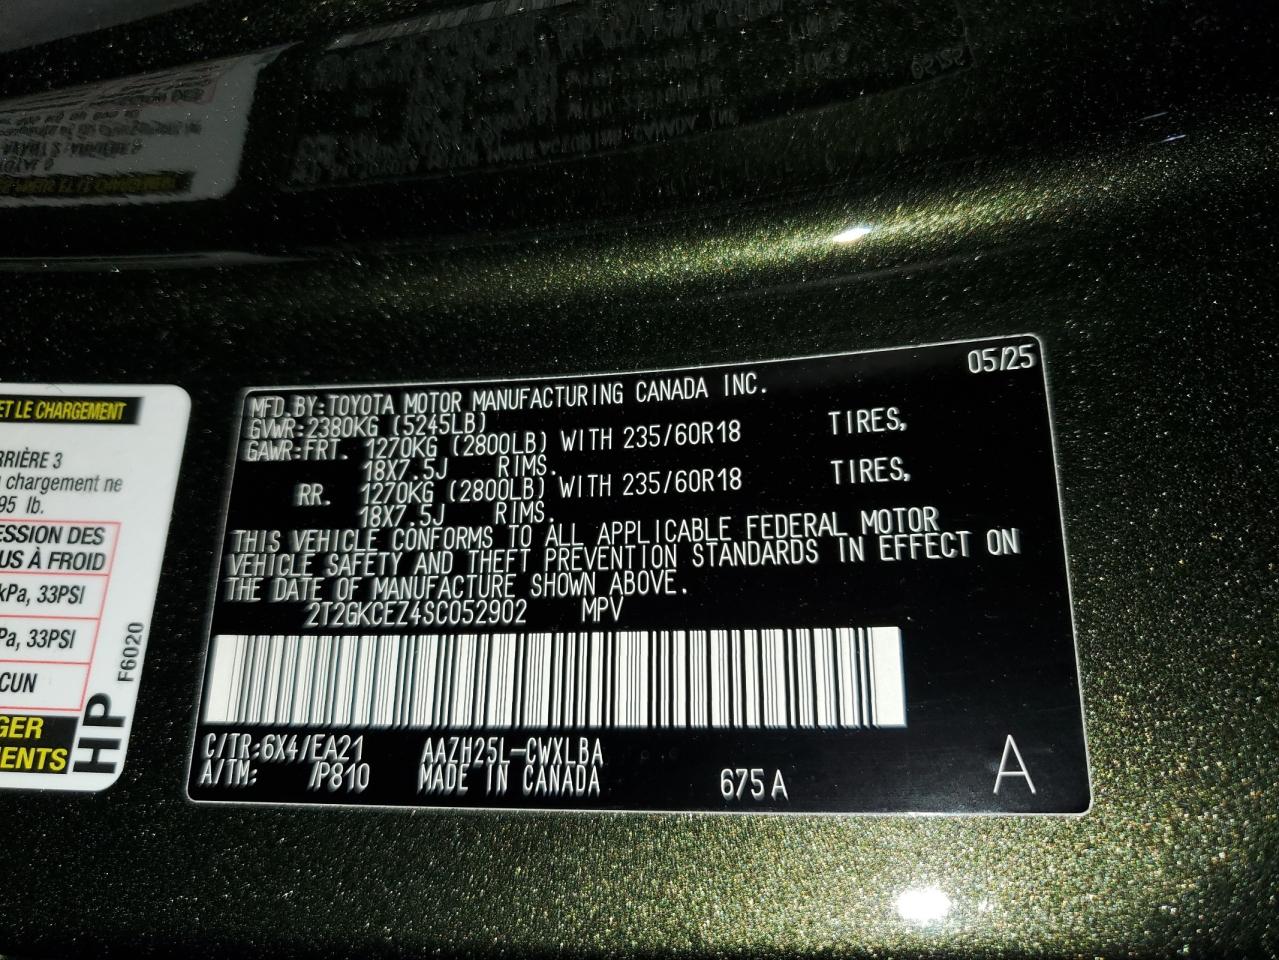 05/25
MFD.BY:TOYOTA MOTOR MANUFACTURING CANADA INC.
GVWR:2380KG (5245LB)
GAWR:FRT. 1270KG (2800LB) WITH 235/60R18 TIRES,
18X7.5J RIMS.
RR. 1270KG (2800LB) WITH 235/60R18 TIRES,
18X7.5J RIMS.
THIS VEHICLE CONFORMS TO ALL APPLICABLE FEDERAL MOTOR
VEHICLE SAFETY AND THEFT PREVENTION STANDARDS IN EFFECT ON
THE DATE OF MANUFACTURE SHOWN ABOVE.
2T2GKCEZ4SC052902 MPV
C/TR:6X4/EA21 AAZH25L-CWXLBA
A/TM: /P810 MADE IN CANADA 675A A
ET LE CHARGEMENT
RRIÈRE 3
chargement ne
95 lb.
ESSION DES
US À FROID
kPa, 33PSI
Pa, 33PSI
CUN
GER
ENTS
HP
F6020